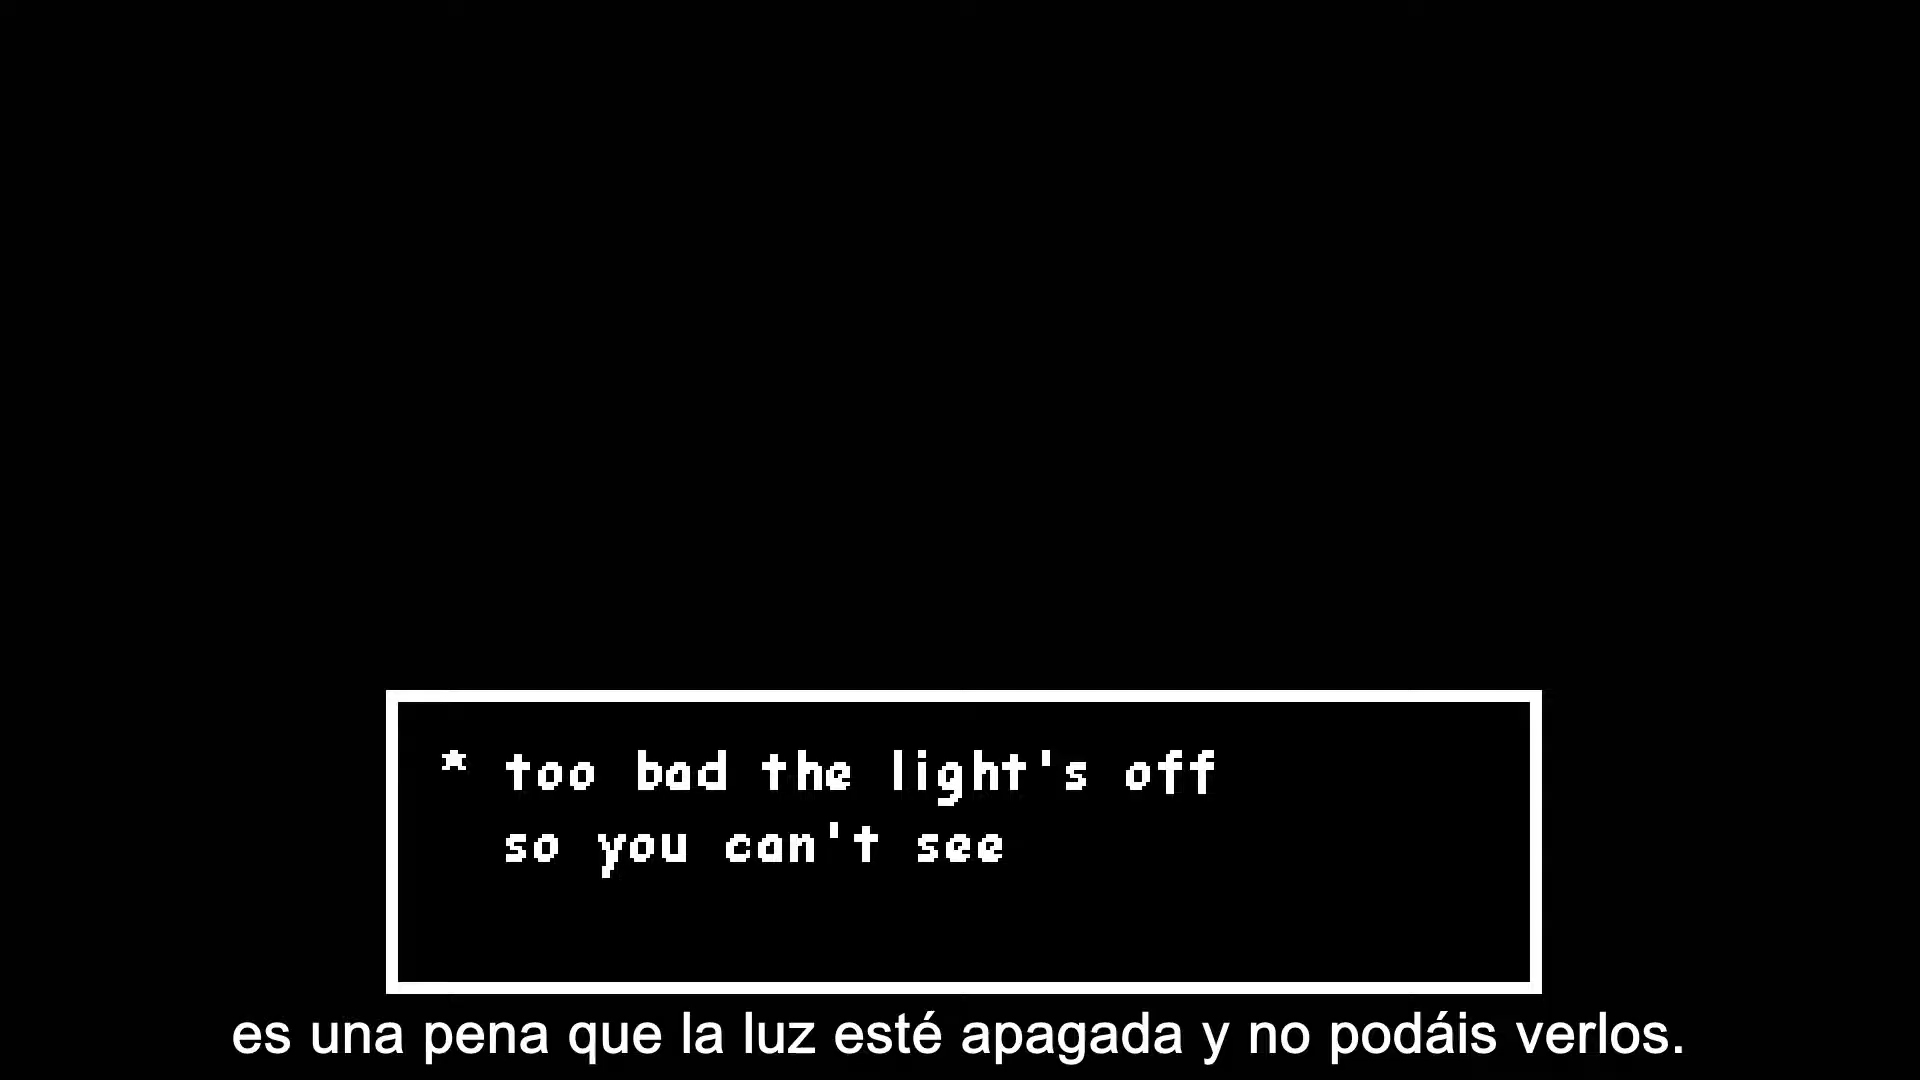 * too bad the light's off
so you can't see
es una pena que la luz esté apagada y no podáis verlos.